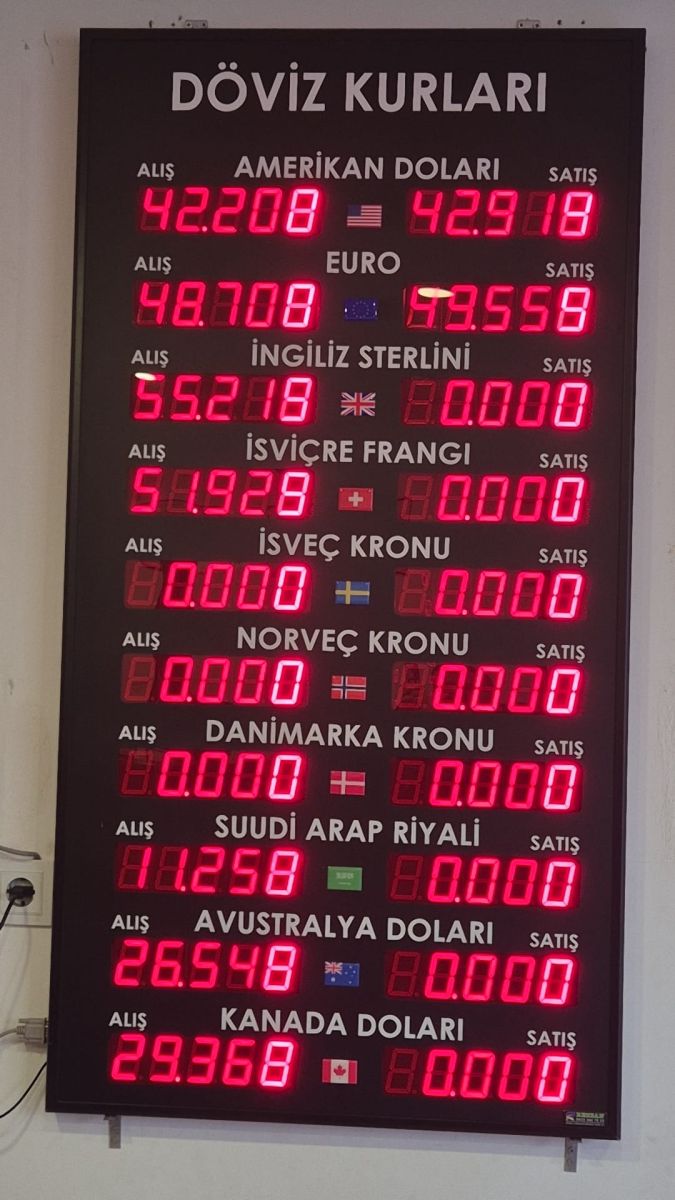 DÖVİZ KURLARI
ALIŞ AMERİKAN DOLARI SATIŞ
42.208 42.918
ALIŞ EURO SATIŞ
48.708 49.558
ALIŞ İNGİLİZ STERLİNİ SATIŞ
55.218 0.000
ALIŞ İSVİÇRE FRANGI SATIŞ
51.928 0.000
ALIŞ İSVEÇ KRONU SATIŞ
0.000 0.000
ALIŞ NORVEÇ KRONU SATIŞ
0.000 0.000
ALIŞ DANİMARKA KRONU SATIŞ
0.000 0.000
ALIŞ SUUDİ ARAP RİYALİ SATIŞ
11.258 0.000
ALIŞ AVUSTRALYA DOLARI SATIŞ
26.548 0.000
ALIŞ KANADA DOLARI SATIŞ
29.368 0.000